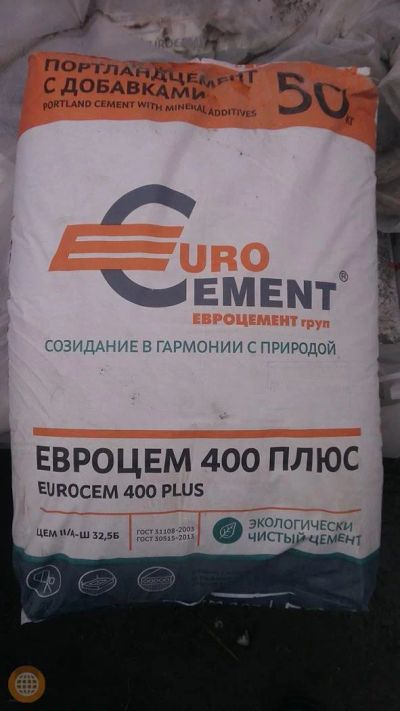 ПОРТЛАНДЦЕМЕНТ
С ДОБАВКАМИ
PORTLAND CEMENT WITH MINERAL ADDITIVES
50 кг
EURO
CEMENT®
ЕВРОЦЕМЕНТ груп
СОЗИДАНИЕ В ГАРМОНИИ С ПРИРОДОЙ
ЕВРОЦЕМ 400 ПЛЮС
EUROCEM 400 PLUS
ЦЕМ II/А-Ш 32,5Б
ГОСТ 31108-2003
ГОСТ 30515-2013
ЭКОЛОГИЧЕСКИ
ЧИСТЫЙ ЦЕМЕНТ